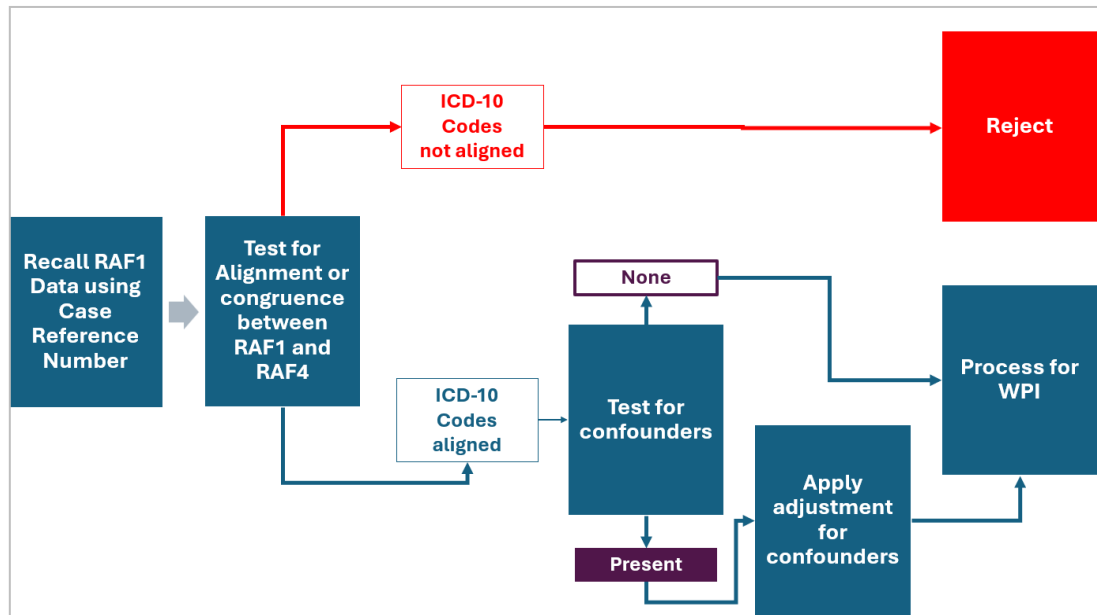 ICD-10
Codes
not aligned
Reject
Recall RAF1
Data using
Case
Reference
Number
Test for
Alignment or
congruence
between
RAF1 and
RAF4
ICD-10
Codes
aligned
None
Test for
confounders
Present
Apply
adjustment
for
confounders
Process for
WPI